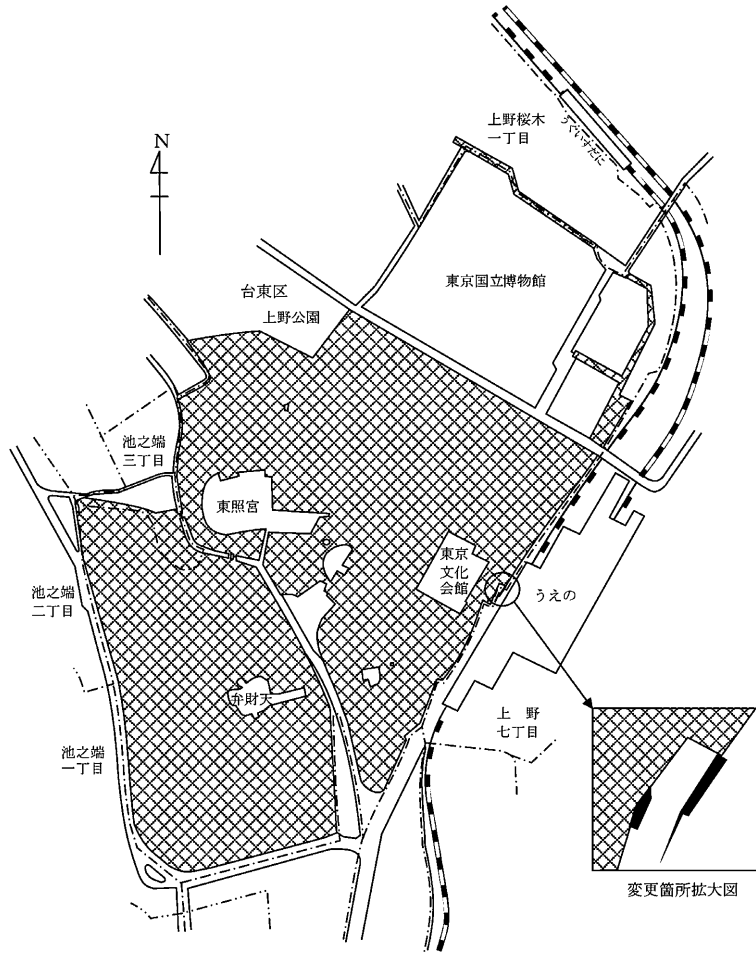 上野桜木
一丁目
うぐいすだに
N
東京国立博物館
台東区
上野公園
池之端
三丁目
東照宮
東京
文化
会館
池之端
二丁目
うえの
弁財天
上 野
七丁目
池之端
一丁目
変更箇所拡大図